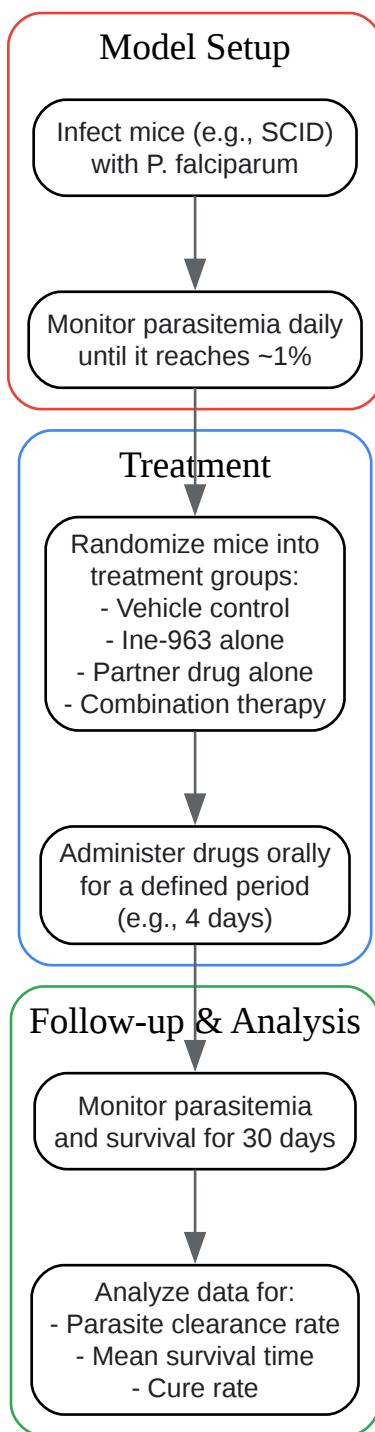 Model Setup
Infect mice (e.g., SCID)
with P. falciparum
Monitor parasitemia daily
until it reaches ~1%
Treatment
Randomize mice into
treatment groups:
- Vehicle control
- Ine-963 alone
- Partner drug alone
- Combination therapy
Administer drugs orally
for a defined period
(e.g., 4 days)
Follow-up & Analysis
Monitor parasitemia
and survival for 30 days
Analyze data for:
- Parasite clearance rate
- Mean survival time
- Cure rate